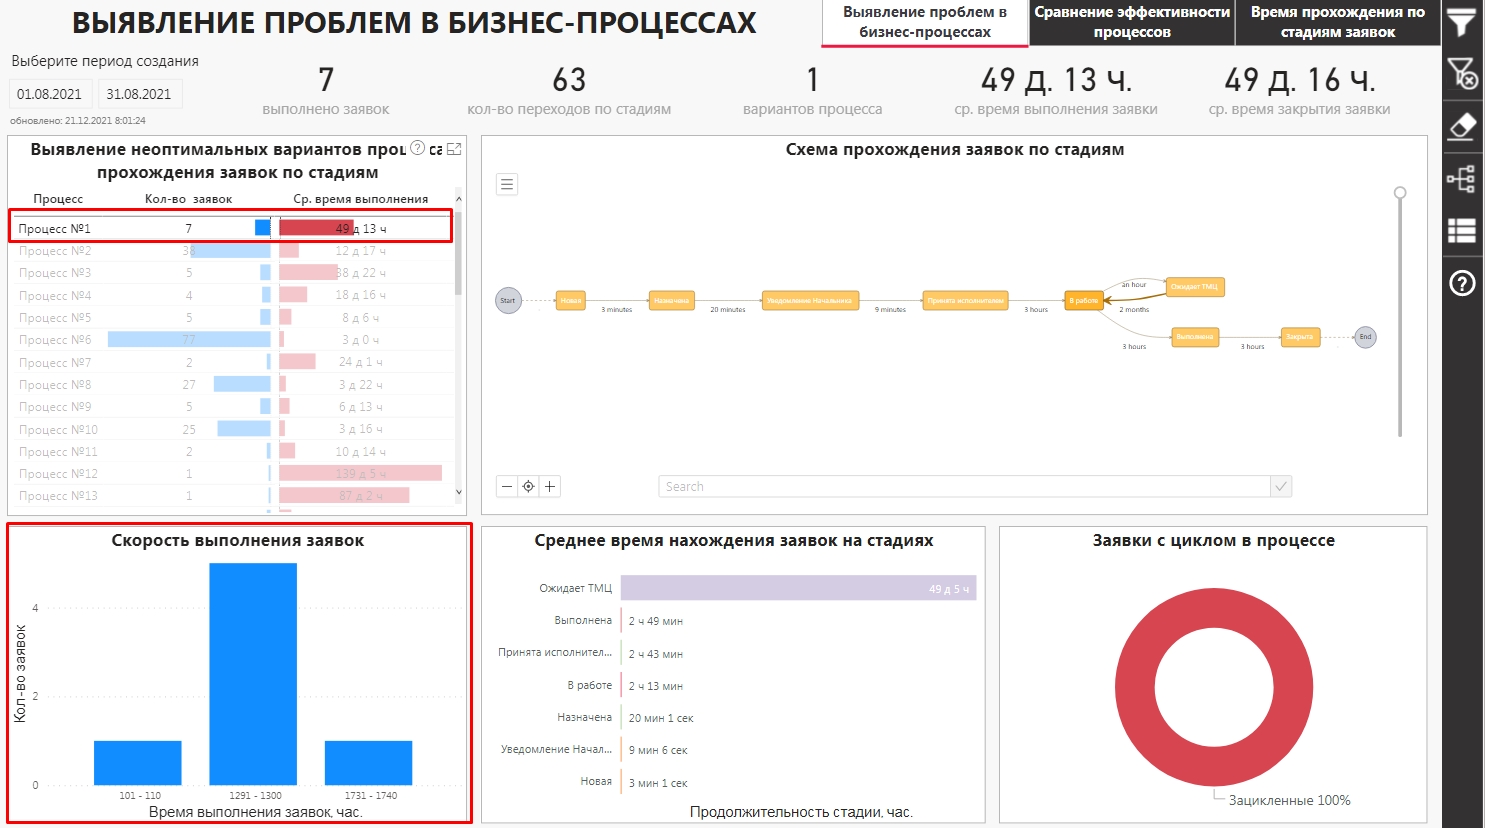 ВЫЯВЛЕНИЕ ПРОБЛЕМ В БИЗНЕС-ПРОЦЕССАХ
Выявление проблем в
бизнес-процессах
Сравнение эффективности
процессов
Время прохождения по
стадиям заявок
Выберите период создания
01.08.2021 31.08.2021
обновлено: 21.12.2021 8:01:24
7
выполнено заявок
63
кол-во переходов по стадиям
1
вариантов процесса
49 д. 13 ч.
ср. время выполнения заявки
49 д. 16 ч.
ср. время закрытия заявки
Выявление неоптимальных вариантов
прохождения заявок по стадиям
Процесс Кол-во заявок Ср. время выполнения
Процесс №1 7 49 д 13 ч
Процесс №2 38 12 д 17 ч
Процесс №3 5 38 д 22 ч
Процесс №4 4 18 д 16 ч
Процесс №5 5 8 д 6 ч
Процесс №6 77 3 д 0 ч
Процесс №7 2 24 д 1 ч
Процесс №8 27 3 д 22 ч
Процесс №9 5 6 д 13 ч
Процесс №10 25 3 д 16 ч
Процесс №11 2 10 д 14 ч
Процесс №12 1 139 д 5 ч
Процесс №13 1 87 д 2 ч
Схема прохождения заявок по стадиям
Start
Новая
3 minutes
Назначена
20 minutes
Уведомление Начальника
9 minutes
Принята исполнителем
3 hours
В работе
an hour
Ожидает ТМЦ
2 months
3 hours
Выполнена
3 hours
Закрыта
End
Search
Скорость выполнения заявок
Кол-во заявок
4
2
0
101 - 110 1291 - 1300 1731 - 1740
Время выполнения заявок, час.
Среднее время нахождения заявок на стадиях
Ожидает ТМЦ 49 д 5 ч
Выполнена 2 ч 49 мин
Принята исполнител... 2 ч 43 мин
В работе 2 ч 13 мин
Назначена 20 мин 1 сек
Уведомление Начал... 9 мин 6 сек
Новая 3 мин 1 сек
Продолжительность стадии, час.
Заявки с циклом в процессе
Зацикленные 100%